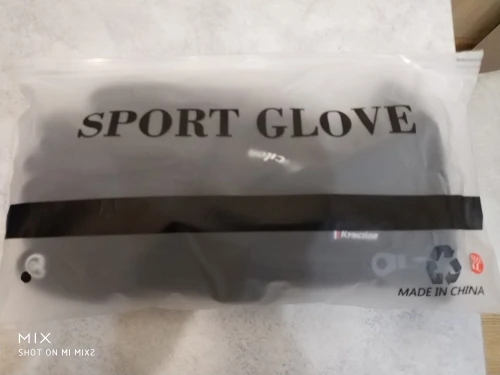 SPORT GLOVE
MADE IN CHINA
MIX
SHOT ON MI MIX2